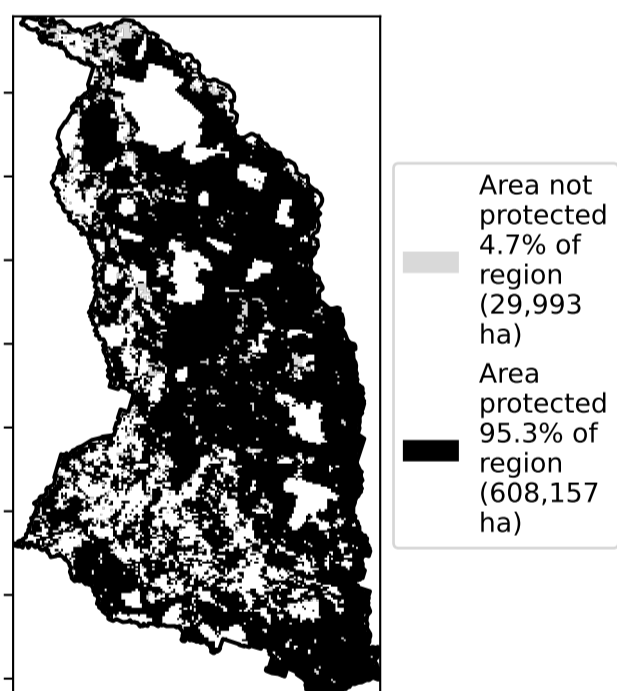 Area not
protected
4.7% of
region
(29,993
ha)
Area
protected
95.3% of
region
(608,157
ha)